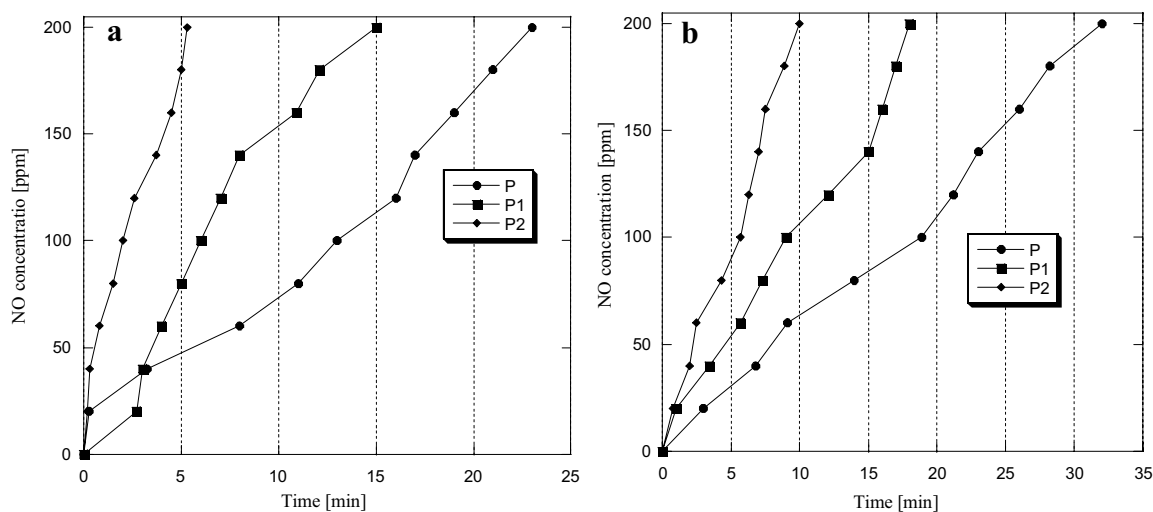 a
NO concentratio [ppm]
200
150
100
50
0
P
P1
P2
0 5 10 15 20 25
Time [min]
b
NO concentration [ppm]
200
150
100
50
0
P
P1
P2
0 5 10 15 20 25 30 35
Time [min]